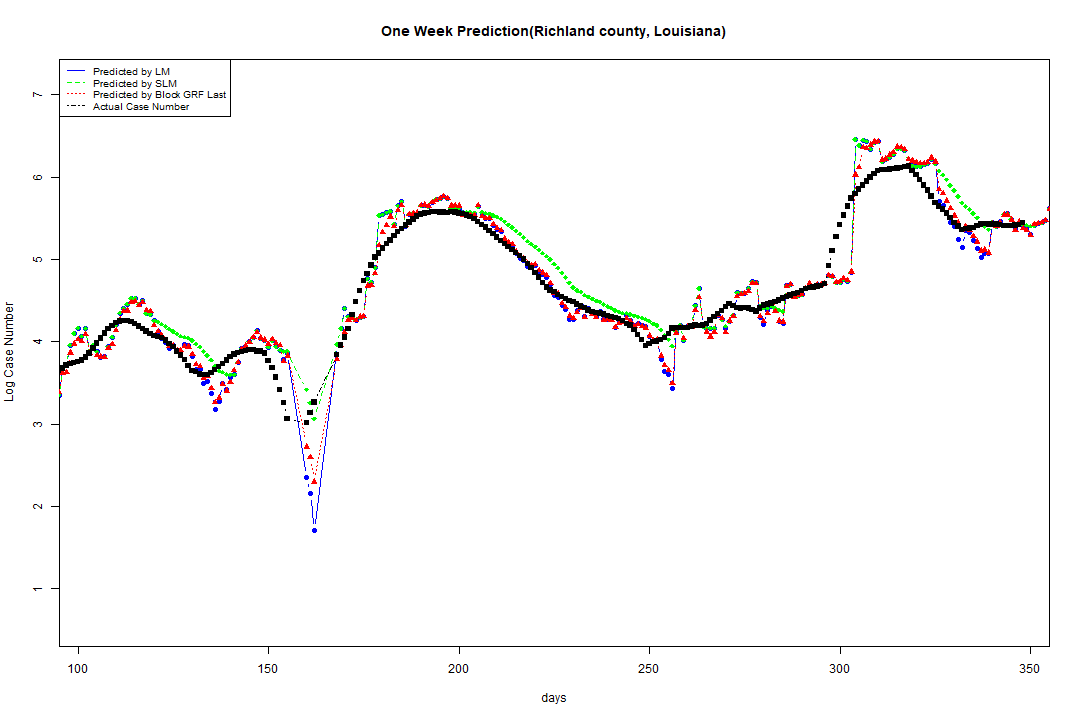 One Week Prediction(Richland county, Louisiana)
Predicted by LM
Predicted by SLM
Predicted by Block GRF Last
Actual Case Number
7
6
5
4
3
2
1
Log Case Number
100 150 200 250 300 350
days